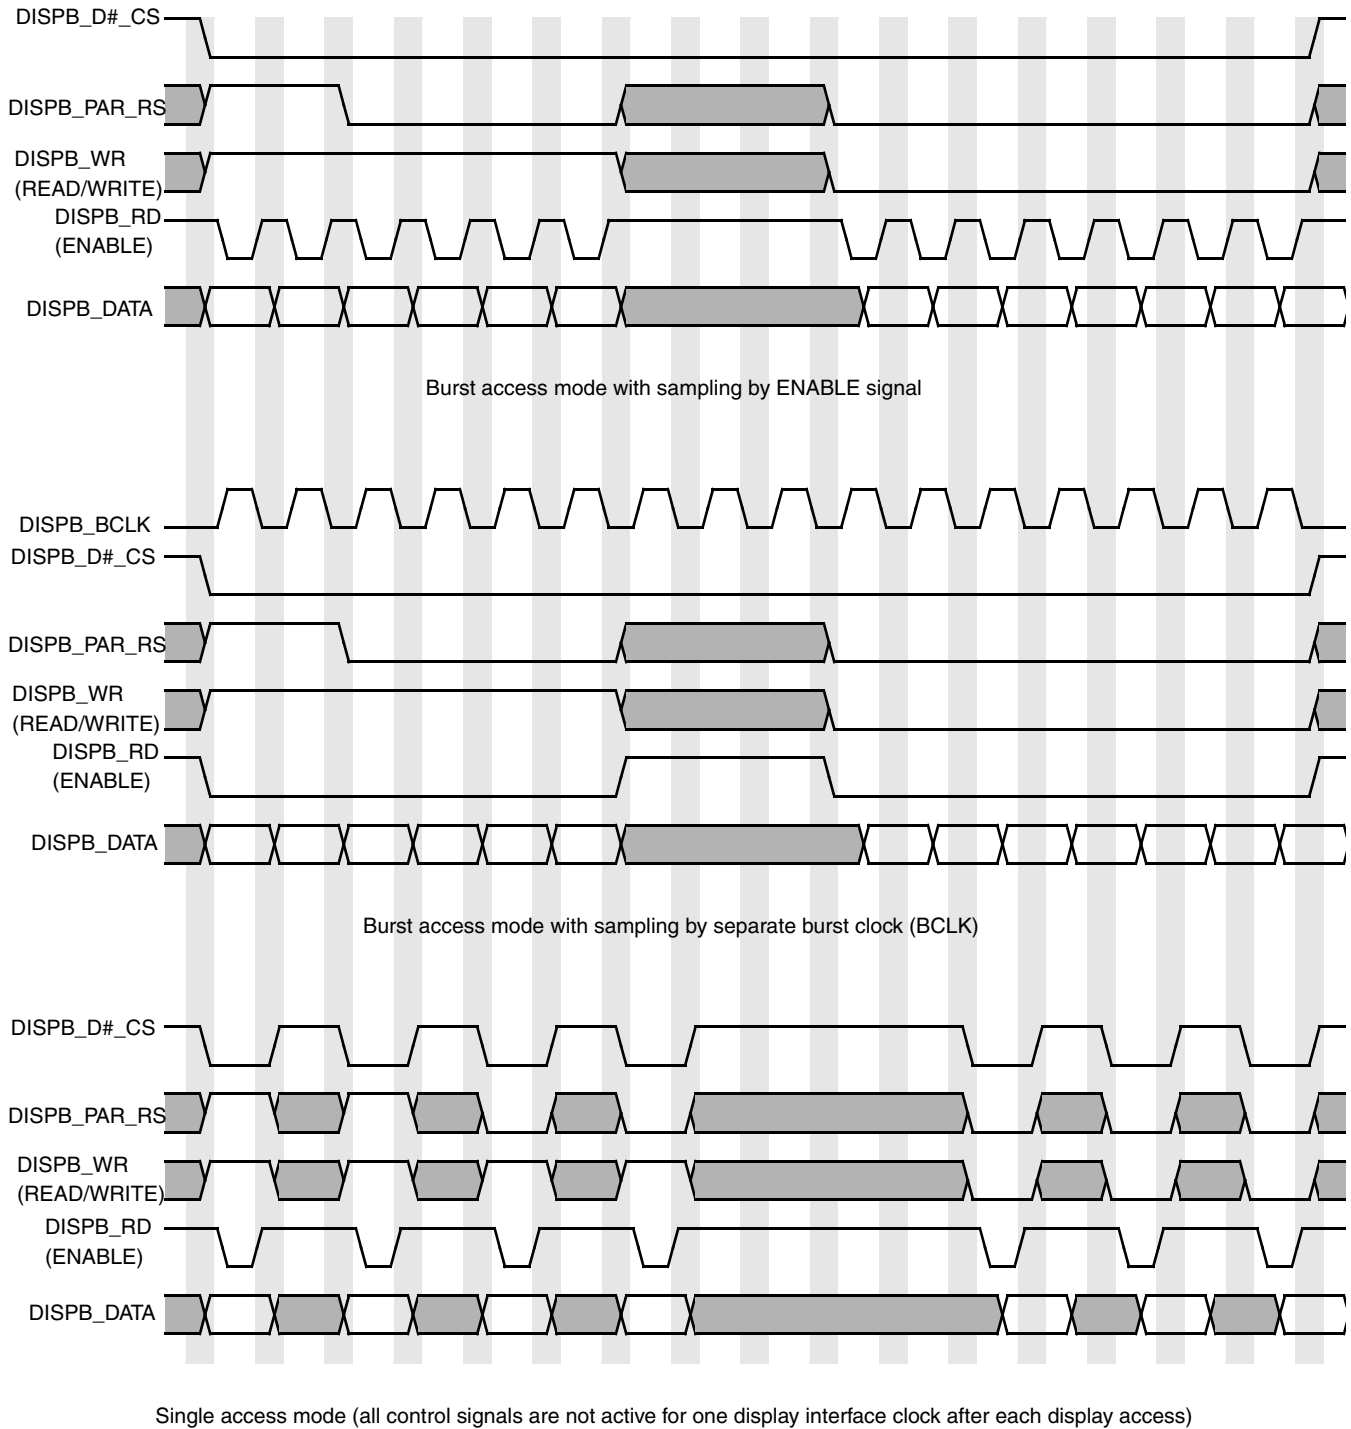 DISPB_D#_CS
DISPB_PAR_RS
DISPB_WR
(READ/WRITE)
DISPB_RD
(ENABLE)
DISPB_DATA
Burst access mode with sampling by ENABLE signal
DISPB_BCLK
DISPB_D#_CS
DISPB_PAR_RS
DISPB_WR
(READ/WRITE)
DISPB_RD
(ENABLE)
DISPB_DATA
Burst access mode with sampling by separate burst clock (BCLK)
DISPB_D#_CS
DISPB_PAR_RS
DISPB_WR
(READ/WRITE)
DISPB_RD
(ENABLE)
DISPB_DATA
Single access mode (all control signals are not active for one display interface clock after each display access)